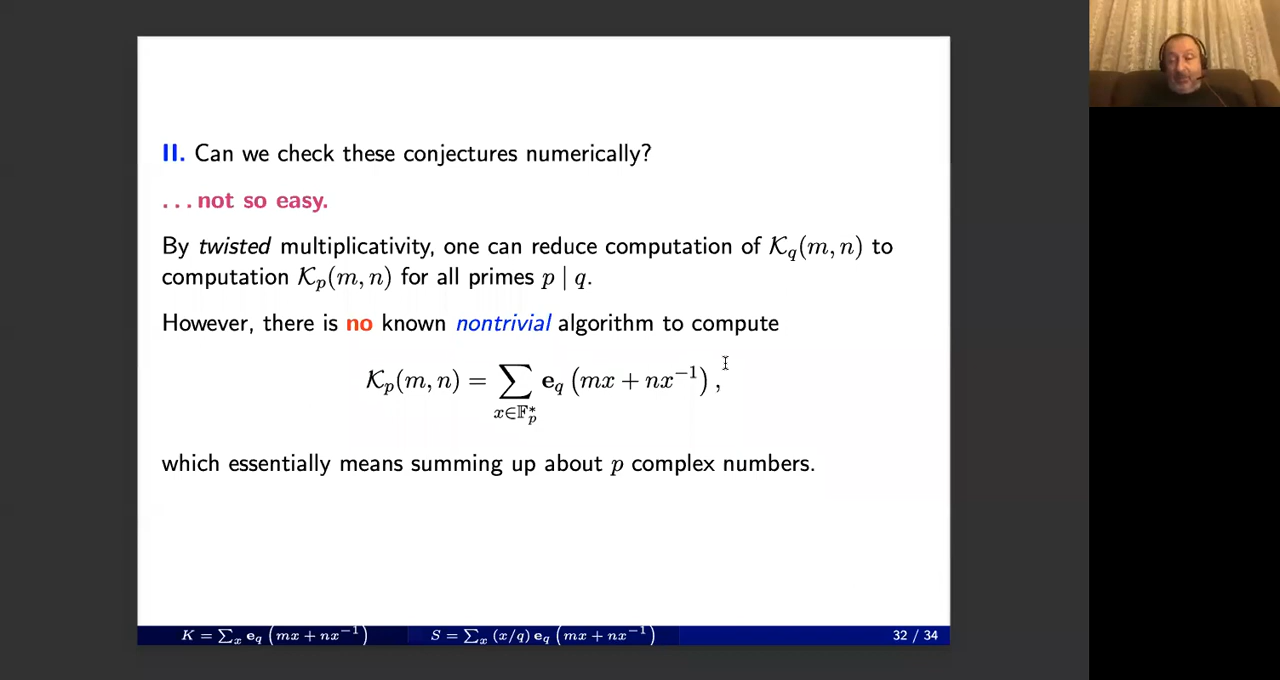 II. Can we check these conjectures numerically?
...not so easy.
By twisted multiplicativity, one can reduce computation of 𝒦_q(m, n) to
computation 𝒦_p(m, n) for all primes p | q.
However, there is no known nontrivial algorithm to compute
𝒦_p(m, n) = ∑_{x∈𝔽_p^*} e_q (mx + nx^{-1}) ,
which essentially means summing up about p complex numbers.
K = ∑_x e_q (mx + nx^{-1}) S = ∑_x (x/q) e_q (mx + nx^{-1}) 32 / 34